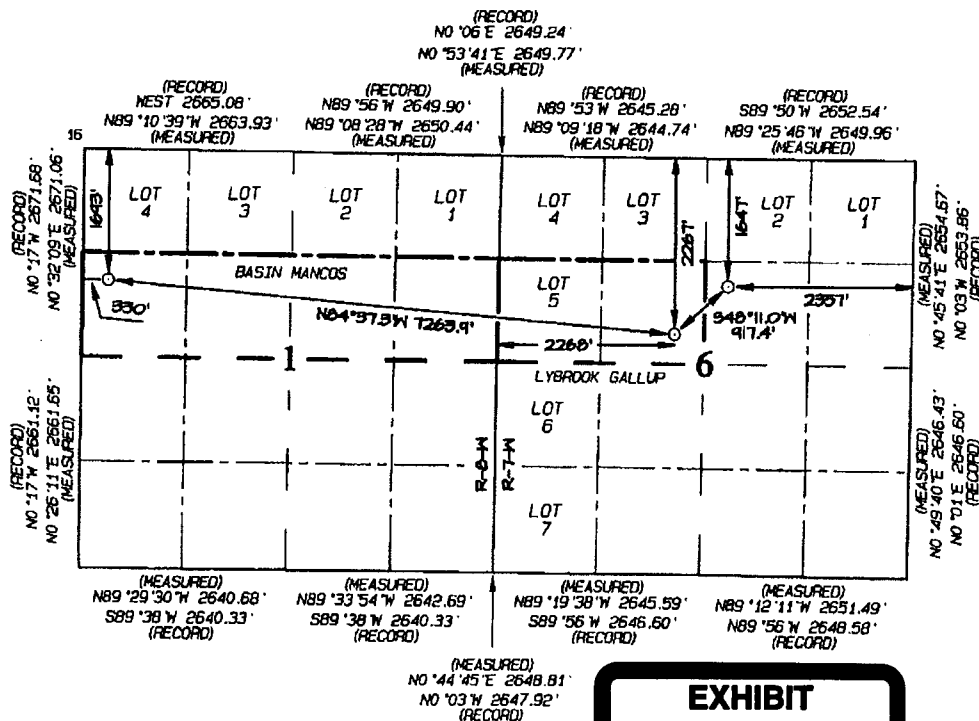 (RECORD)
N0°06'E 2649.24'
N0°53'41"E 2649.77'
(MEASURED)
(RECORD)
WEST 2665.08'
N89°10'39"W 2663.93'
(MEASURED)
(RECORD)
N89°56'W 2649.90'
N89°08'28"W 2650.44'
(MEASURED)
(RECORD)
N89°53'W 2645.28'
N89°09'18"W 2644.74'
(MEASURED)
(RECORD)
S89°50'W 2652.54'
N89°25'46"W 2649.96'
(MEASURED)
16
(RECORD)
N0°17'W 2671.68'
N0°32'09"E 2671.06'
(MEASURED)
1643'
LOT
4
LOT
3
LOT
2
LOT
1
LOT
4
LOT
3
LOT
2
LOT
1
2267'
1647'
(MEASURED)
N0°45'41"E 2654.67'
N0°03'W 2653.86'
(RECORD)
BASIN MANCOS
LOT
5
330'
N84°37.3'W 7263.9'
S48°11.0'W
917.4'
2357'
2268'
1
6
LYBROOK GALLUP
LOT
6
R-8-W
R-7-W
LOT
7
(RECORD)
N0°17'W 2661.12'
N0°26'11"E 2661.65'
(MEASURED)
(MEASURED)
N0°49'40"E 2646.43'
N0°01'E 2646.60'
(RECORD)
(MEASURED)
N89°29'30"W 2640.68'
S89°38'W 2640.33'
(RECORD)
(MEASURED)
N89°33'54"W 2642.69'
S89°38'W 2640.33'
(RECORD)
(MEASURED)
N89°19'38"W 2645.59'
S89°56'W 2646.60'
(RECORD)
(MEASURED)
N89°12'11"W 2651.49'
N89°56'W 2648.58'
(RECORD)
(MEASURED)
N0°44'45"E 2648.81'
N0°03'W 2647.92'
(RECORD)
EXHIBIT